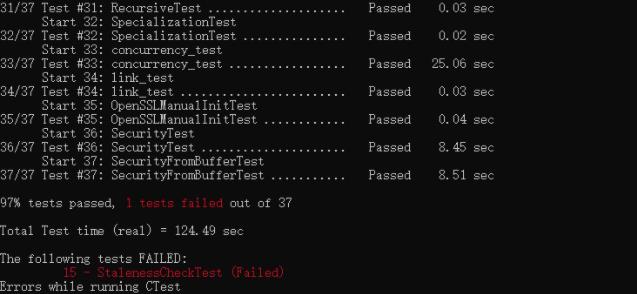 31/37 Test #31: RecursiveTest .................... Passed 0.03 sec
Start 32: SpecializationTest
32/37 Test #32: SpecializationTest ............... Passed 0.02 sec
Start 33: concurrency_test
33/37 Test #33: concurrency_test ................. Passed 25.06 sec
Start 34: link_test
34/37 Test #34: link_test ........................ Passed 0.03 sec
Start 35: OpenSSLManualInitTest
35/37 Test #35: OpenSSLManualInitTest ............ Passed 0.04 sec
Start 36: SecurityTest
36/37 Test #36: SecurityTest ..................... Passed 8.45 sec
Start 37: SecurityFromBufferTest
37/37 Test #37: SecurityFromBufferTest ........... Passed 8.51 sec
97% tests passed, 1 tests failed out of 37
Total Test time (real) = 124.49 sec
The following tests FAILED:
15 - StalenessCheckTest (Failed)
Errors while running CTest